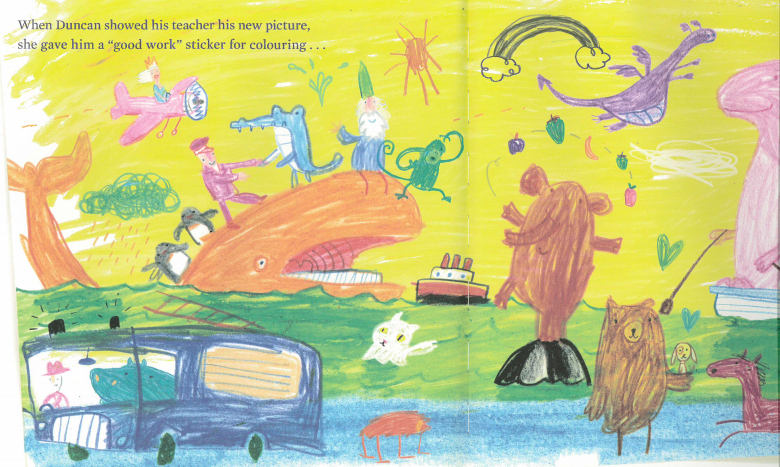 When Duncan showed his teacher his new picture,
she gave him a “good work” sticker for colouring . . .